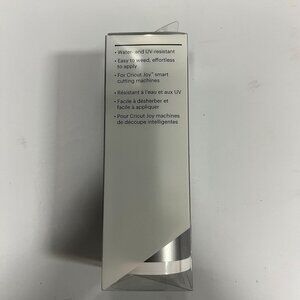 • Water- and UV-resistant
• Easy to weed, effortless
to apply
• For Cricut Joy™ smart
cutting machines
• Résistant à l'eau et aux UV
• Facile à désherber et
facile à appliquer
• Pour Cricut Joy machines
de découpe intelligentes